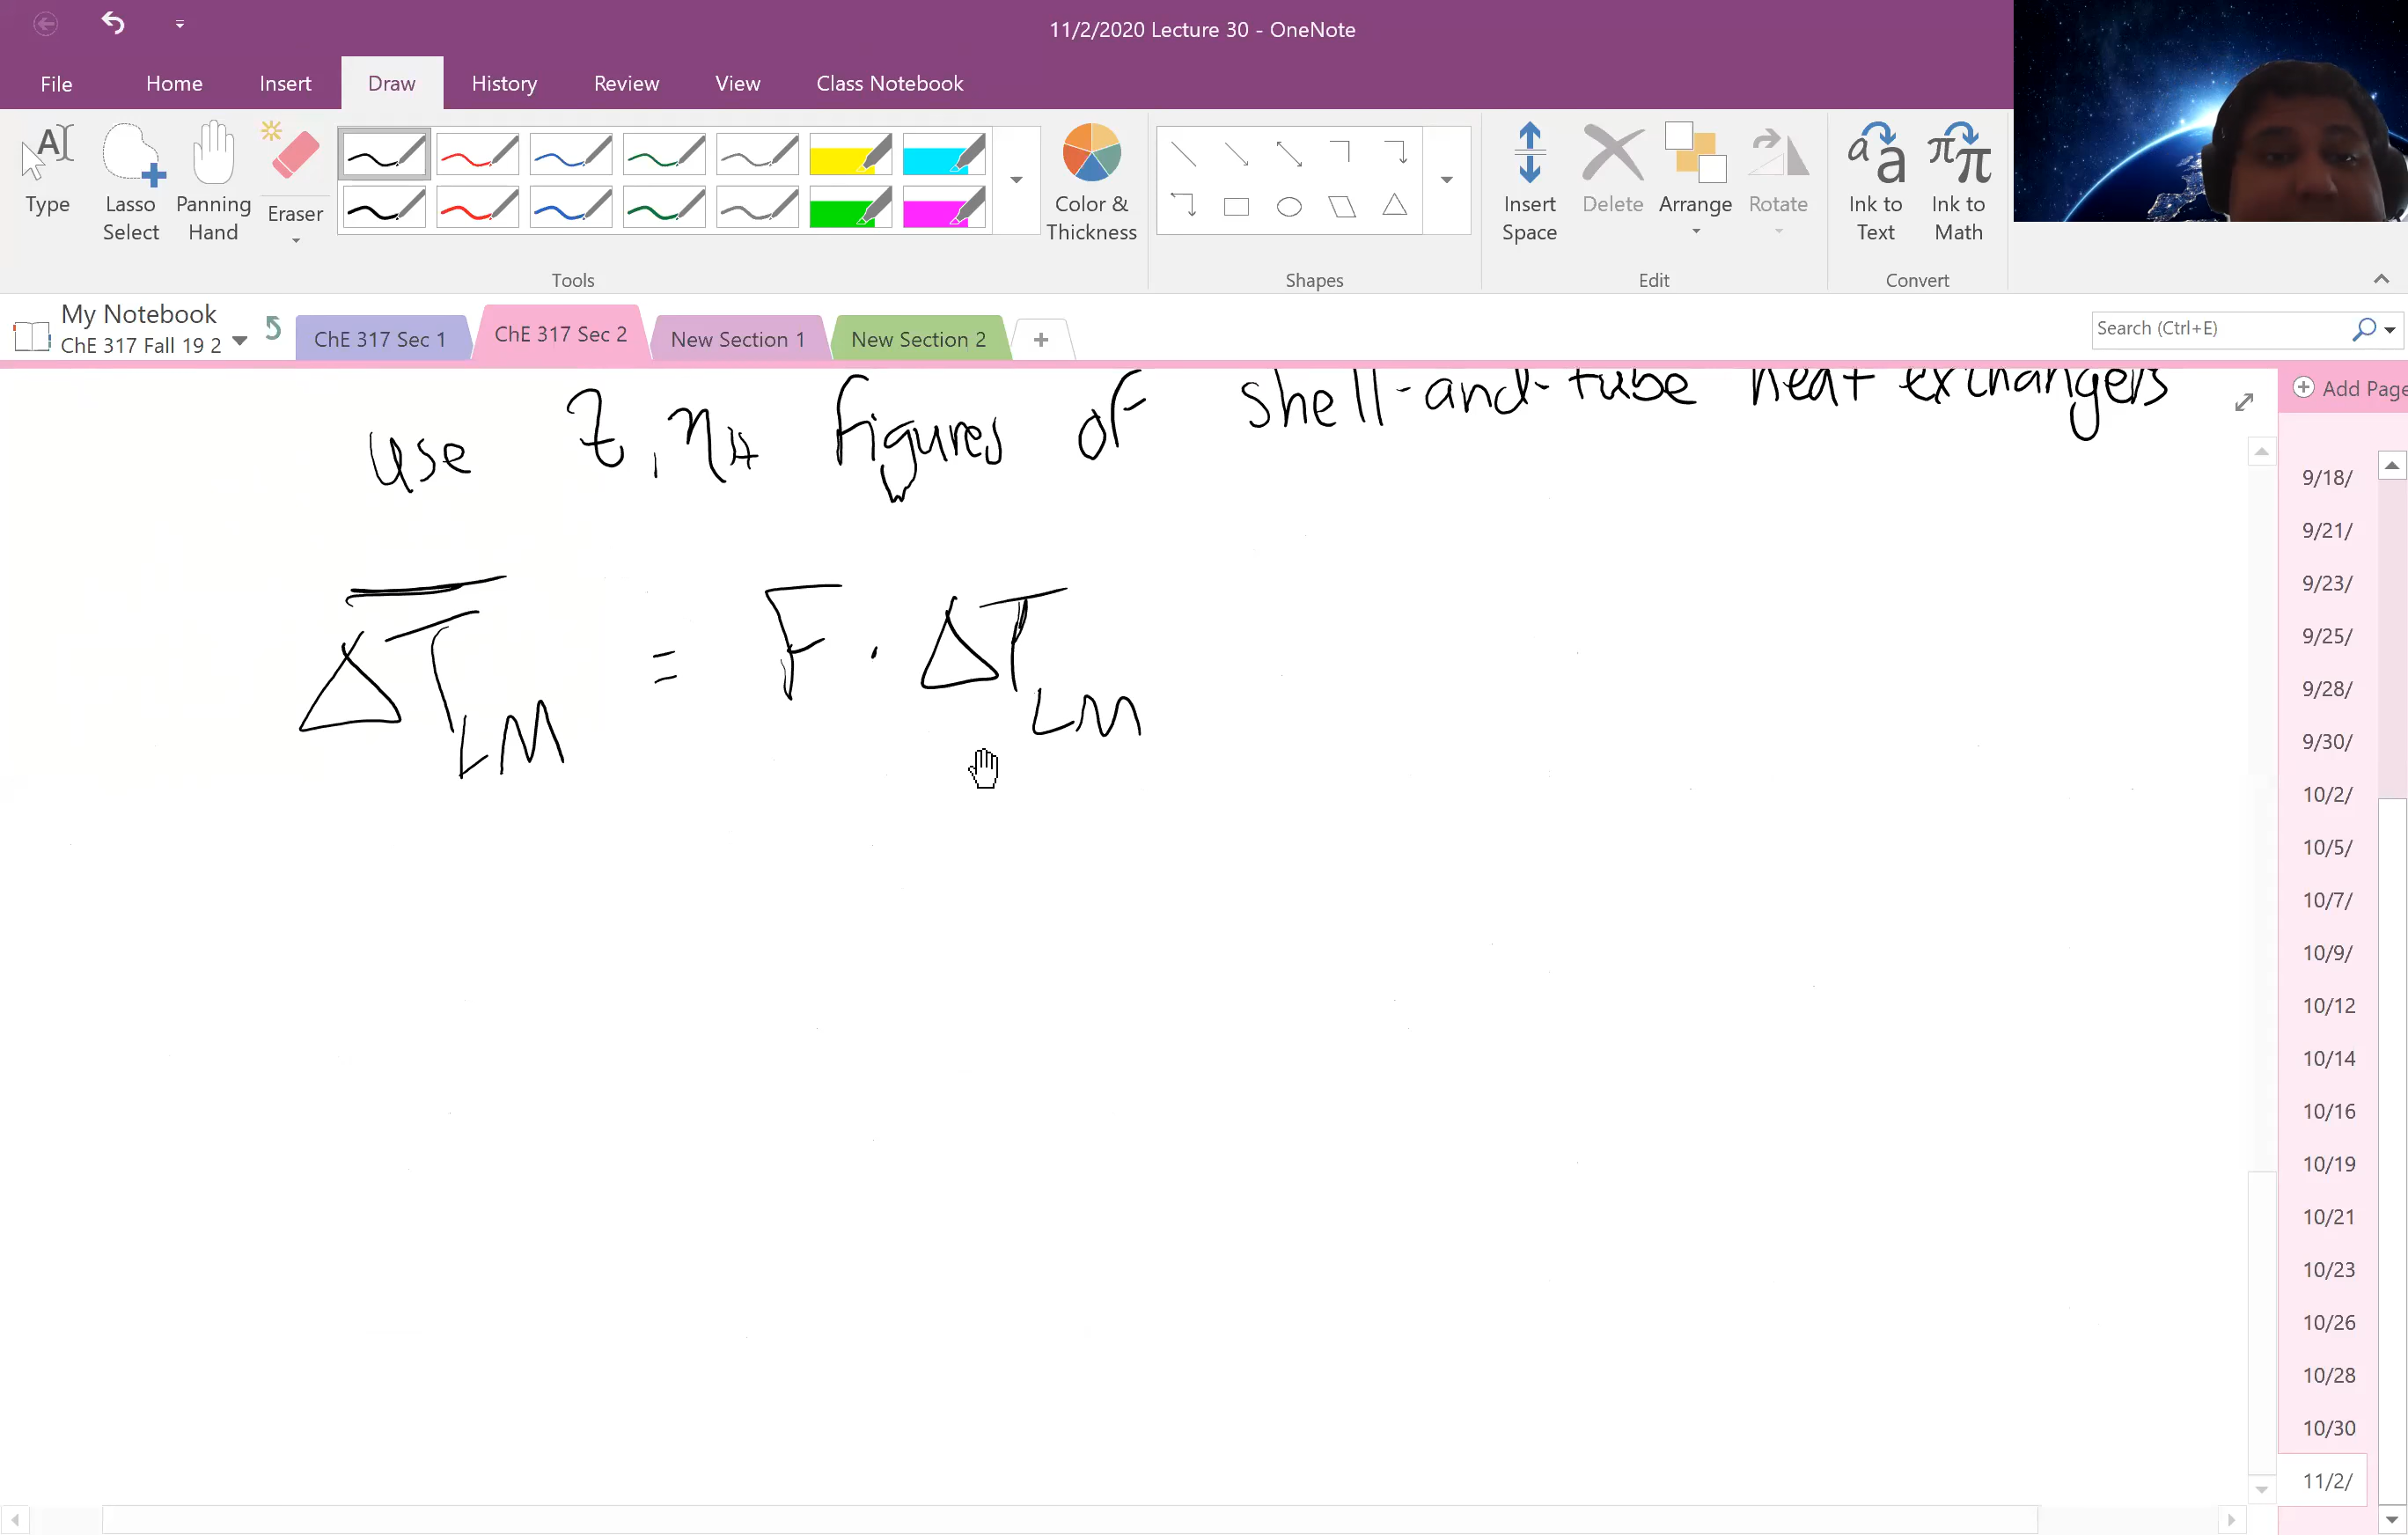 11/2/2020 Lecture 30 - OneNote
File Home Insert Draw History Review View Class Notebook
Type
Lasso Select
Panning Hand
Eraser
Color & Thickness
Insert Space
Delete
Arrange
Rotate
Ink to Text
Ink to Math
Tools Shapes Edit Convert
My Notebook
ChE 317 Fall 19 2
ChE 317 Sec 1 ChE 317 Sec 2 New Section 1 New Section 2
Search (Ctrl+E)
Add Page
use Z, ηH figures of shell-and-tube heat exchangers
Δ̅T̅LM = F · ΔTLM
9/18/
9/21/
9/23/
9/25/
9/28/
9/30/
10/2/
10/5/
10/7/
10/9/
10/12
10/14
10/16
10/19
10/21
10/23
10/26
10/28
10/30
11/2/